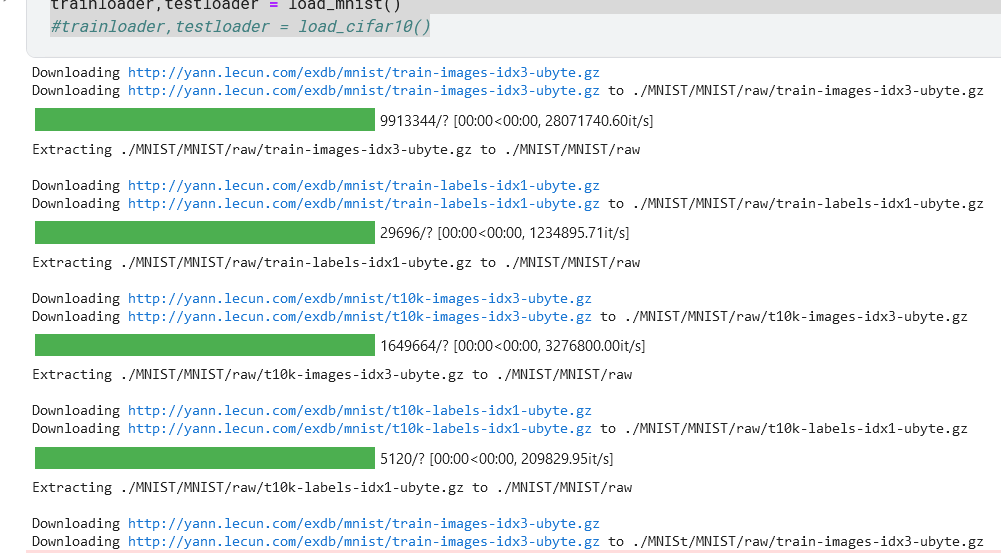 trainloader,testloader = load_mnist()
#trainloader,testloader = load_cifar10()
Downloading http://yann.lecun.com/exdb/mnist/train-images-idx3-ubyte.gz
Downloading http://yann.lecun.com/exdb/mnist/train-images-idx3-ubyte.gz to ./MNIST/MNIST/raw/train-images-idx3-ubyte.gz
9913344/? [00:00<00:00, 28071740.60it/s]
Extracting ./MNIST/MNIST/raw/train-images-idx3-ubyte.gz to ./MNIST/MNIST/raw
Downloading http://yann.lecun.com/exdb/mnist/train-labels-idx1-ubyte.gz
Downloading http://yann.lecun.com/exdb/mnist/train-labels-idx1-ubyte.gz to ./MNIST/MNIST/raw/train-labels-idx1-ubyte.gz
29696/? [00:00<00:00, 1234895.71it/s]
Extracting ./MNIST/MNIST/raw/train-labels-idx1-ubyte.gz to ./MNIST/MNIST/raw
Downloading http://yann.lecun.com/exdb/mnist/t10k-images-idx3-ubyte.gz
Downloading http://yann.lecun.com/exdb/mnist/t10k-images-idx3-ubyte.gz to ./MNIST/MNIST/raw/t10k-images-idx3-ubyte.gz
1649664/? [00:00<00:00, 3276800.00it/s]
Extracting ./MNIST/MNIST/raw/t10k-images-idx3-ubyte.gz to ./MNIST/MNIST/raw
Downloading http://yann.lecun.com/exdb/mnist/t10k-labels-idx1-ubyte.gz
Downloading http://yann.lecun.com/exdb/mnist/t10k-labels-idx1-ubyte.gz to ./MNIST/MNIST/raw/t10k-labels-idx1-ubyte.gz
5120/? [00:00<00:00, 209829.95it/s]
Extracting ./MNIST/MNIST/raw/t10k-labels-idx1-ubyte.gz to ./MNIST/MNIST/raw
Downloading http://yann.lecun.com/exdb/mnist/train-images-idx3-ubyte.gz
Downloading http://yann.lecun.com/exdb/mnist/train-images-idx3-ubyte.gz to ./MNISt/MNIST/raw/train-images-idx3-ubyte.gz